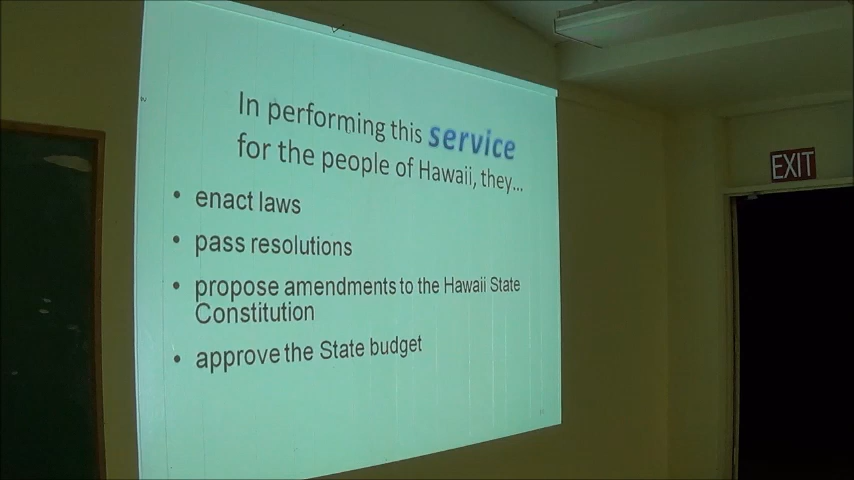 In performing this service
for the people of Hawaii, they...
• enact laws
• pass resolutions
• propose amendments to the Hawaii State
Constitution
• approve the State budget
EXIT